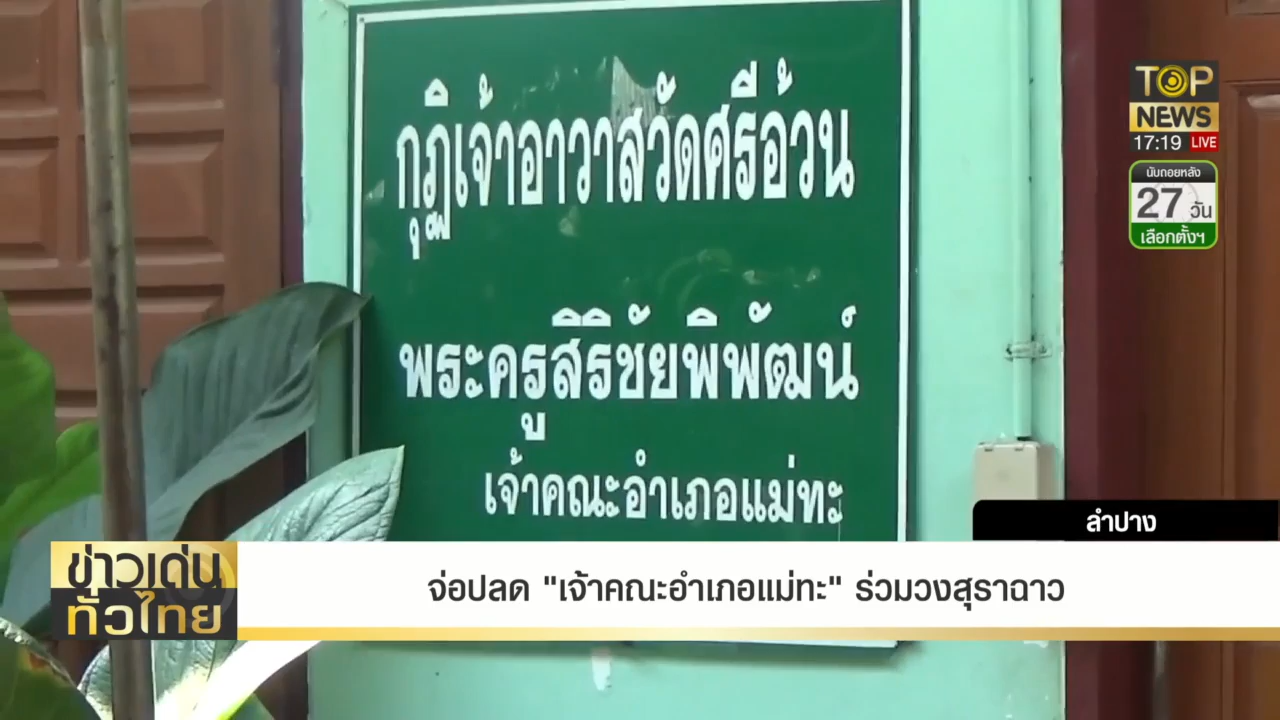 กุฏิเจ้าอาวาสวัดศรีอ้วน
พระครูสิริชัยพิพัฒน์
เจ้าคณะอำเภอแม่ทะ
TOP
NEWS
17:19 LIVE
นับถอยหลัง
27 วัน
เลือกตั้งฯ
ลำปาง
ข่าวเด่น
ทั่วไทย
จ่อปลด "เจ้าคณะอำเภอแม่ทะ" ร่วมวงสุราฉาว